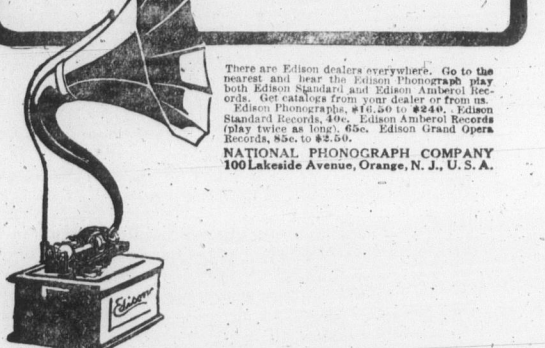 There are Edison dealers everywhere. Go to the
nearest and hear the Edison Phonograph play
both Edison Standard and Edison Amberol Rec-
ords. Get catalogs from your dealer or from us.
Edison Phonographs, $16.50 to $240. Edison
Standard Records, 40c. Edison Amberol Records
(play twice as long), 65c. Edison Grand Opera
Records, 85c. to $2.50.
NATIONAL PHONOGRAPH COMPANY
100 Lakeside Avenue, Orange, N. J., U. S. A.
Edison